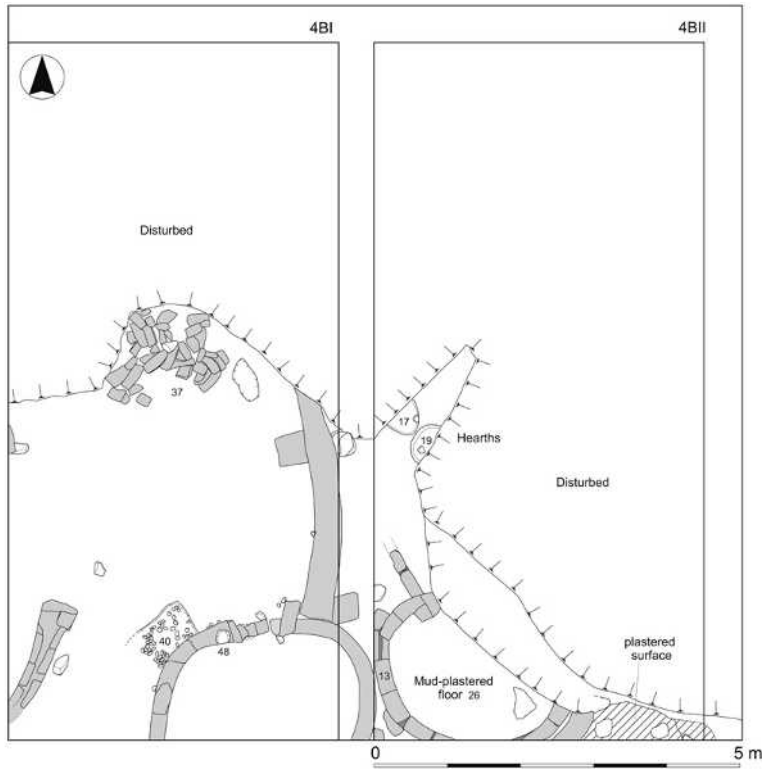 4BI
4BII
Disturbed
37
17
19
Hearths
Disturbed
40
48
13
Mud-plastered
floor 26
plastered
surface
0
5 m